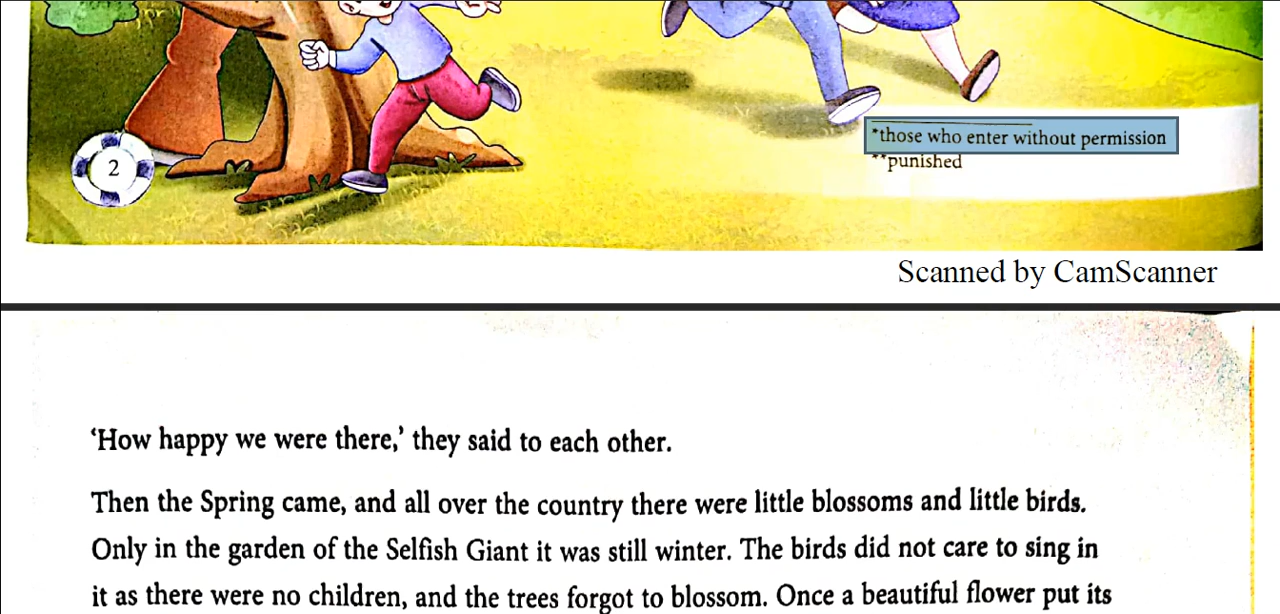 2
*those who enter without permission
**punished
Scanned by CamScanner
‘How happy we were there,’ they said to each other.
Then the Spring came, and all over the country there were little blossoms and little birds.
Only in the garden of the Selfish Giant it was still winter. The birds did not care to sing in
it as there were no children, and the trees forgot to blossom. Once a beautiful flower put its